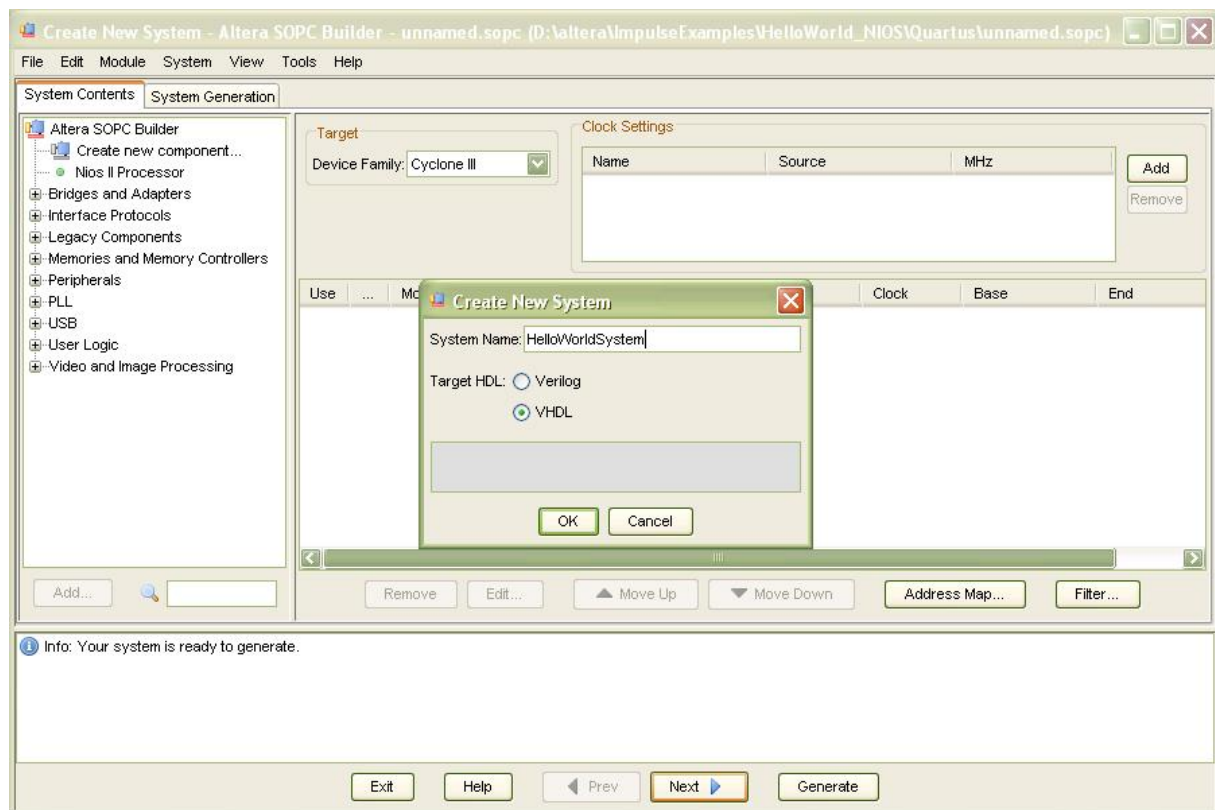 Create New System - Altera SOPC Builder - unnamed.sopc (D:\altera\ImpulseExamples\HelloWorld_NIOS\Quartus\unnamed.sopc)
File Edit Module System View Tools Help
System Contents System Generation
Altera SOPC Builder
Create new component...
Nios II Processor
Bridges and Adapters
Interface Protocols
Legacy Components
Memories and Memory Controllers
Peripherals
PLL
USB
User Logic
Video and Image Processing
Add...
Target
Device Family: Cyclone III
Clock Settings
Name Source MHz
Add
Remove
Use ... Mo Clock Base End
Create New System
System Name: HelloWorldSystem
Target HDL: Verilog
VHDL
OK Cancel
Remove Edit... Move Up Move Down Address Map... Filter...
Info: Your system is ready to generate.
Exit Help Prev Next Generate